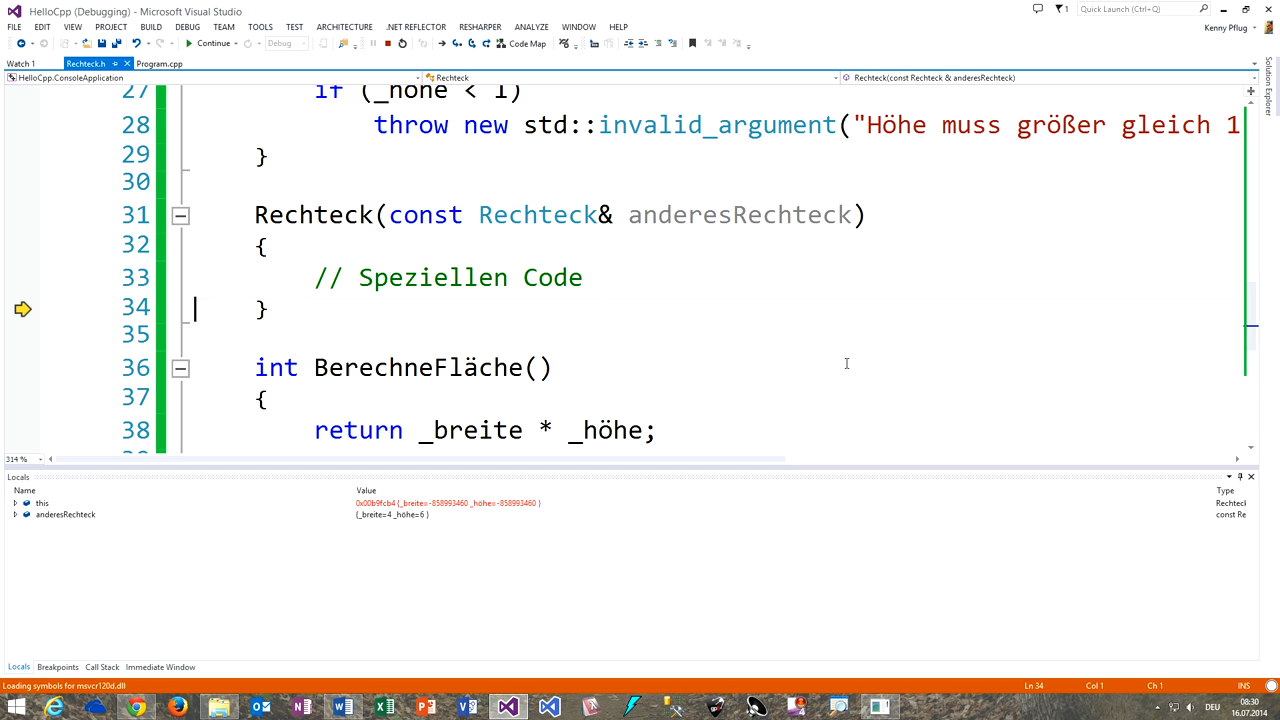 HelloCpp (Debugging) - Microsoft Visual Studio
1
Quick Launch (Ctrl+Q)
FILE EDIT VIEW PROJECT BUILD DEBUG TEAM TOOLS TEST ARCHITECTURE .NET REFLECTOR RESHARPER ANALYZE WINDOW HELP
Kenny Pflug
Continue Debug Code Map
Watch 1 Rechteck.h Program.cpp
HelloCpp.ConsoleApplication Rechteck Rechteck(const Rechteck & anderesRechteck)
Solution Explorer
27 if (_höhe < 1)
28 throw new std::invalid_argument("Höhe muss größer gleich 1
29 }
30
31 Rechteck(const Rechteck& anderesRechteck)
32 {
33 // Speziellen Code
34 }
35
36 int BerechneFläche()
37 {
38 return _breite * _höhe;
314 %
Locals
Name Value Type
this 0x00b9fcb4 {_breite=-858993460 _höhe=-858993460 } Rechteck
anderesRechteck {_breite=4 _höhe=6 } const Re
Locals Breakpoints Call Stack Immediate Window
Loading symbols for msvcr120d.dll Ln 34 Col 1 Ch 1 INS
DEU
08:30
16.07.2014